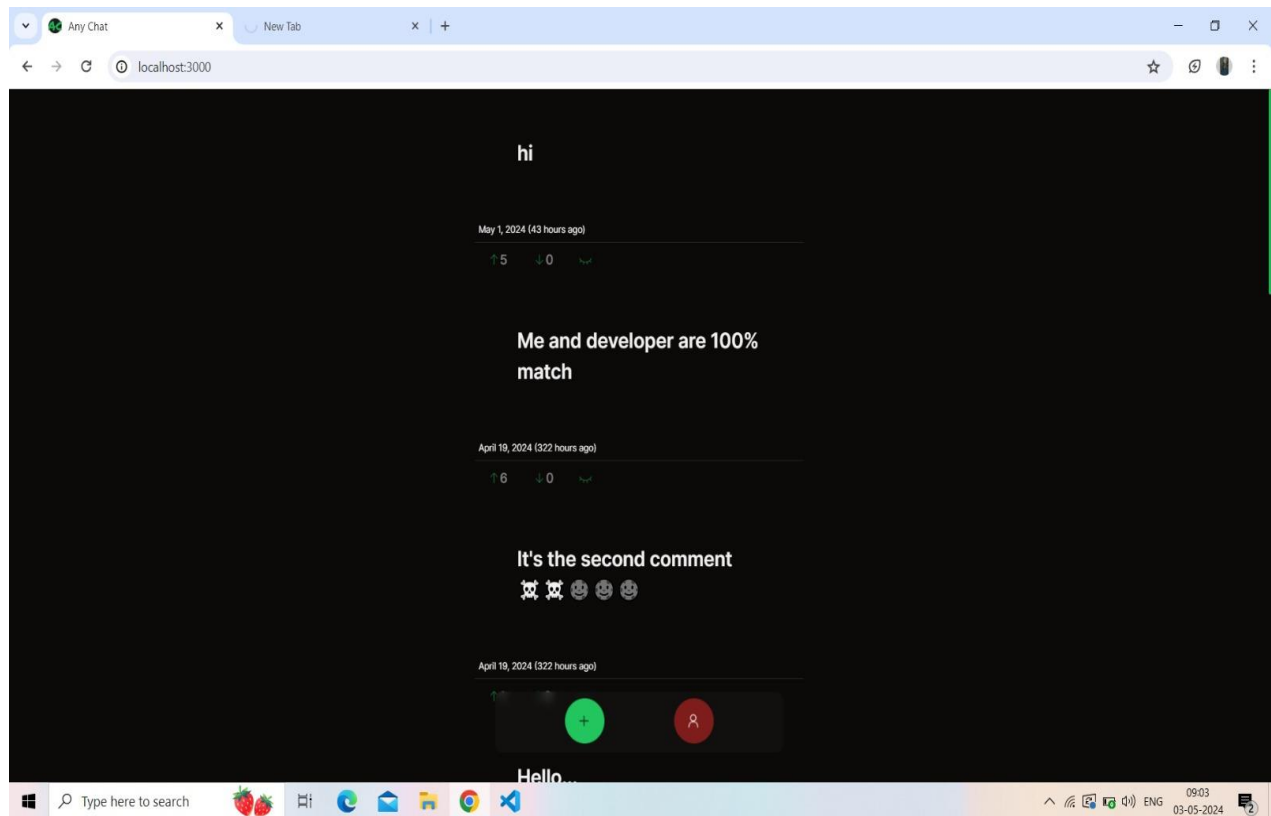 Any Chat
New Tab
localhost:3000
hi
May 1, 2024 (43 hours ago)
↑5 ↓0
Me and developer are 100%
match
April 19, 2024 (322 hours ago)
↑6 ↓0
It's the second comment
☠️ ☠️
April 19, 2024 (322 hours ago)
Hello...
Type here to search
ENG
09:03
03-05-2024
2